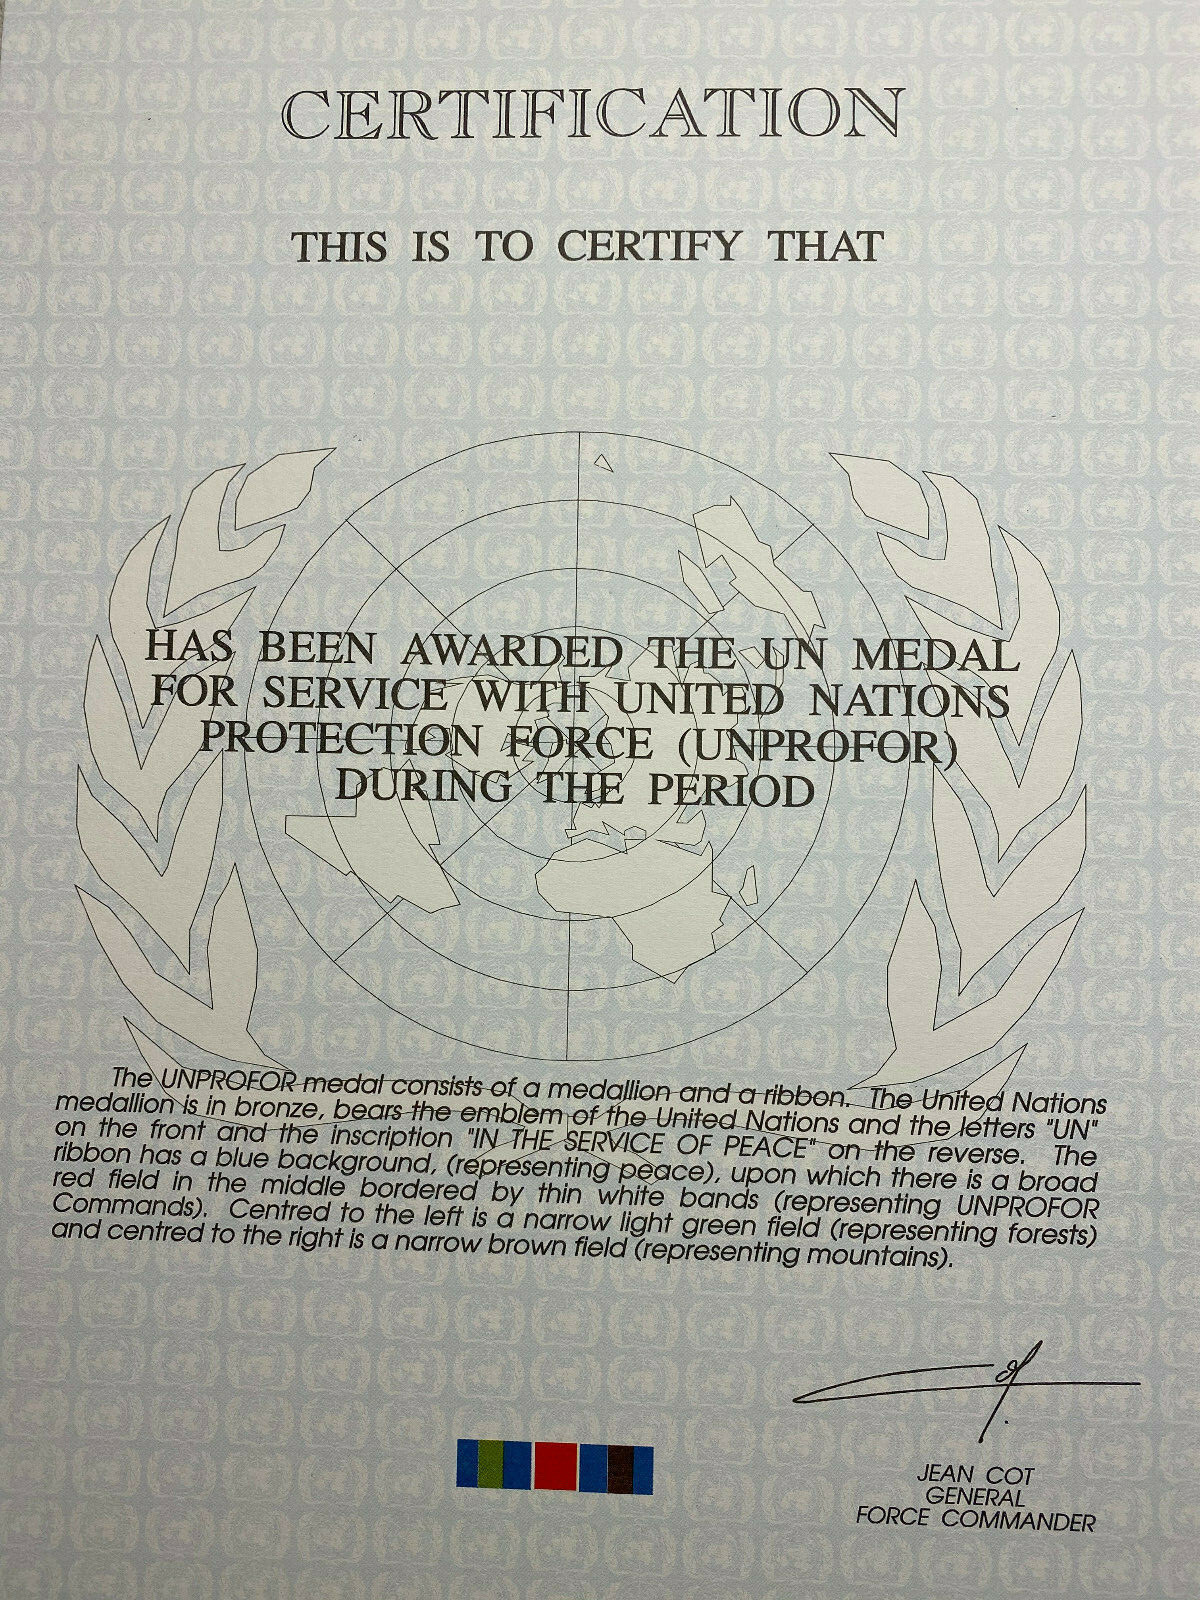 CERTIFICATION
THIS IS TO CERTIFY THAT
HAS BEEN AWARDED THE UN MEDAL
FOR SERVICE WITH UNITED NATIONS
PROTECTION FORCE (UNPROFOR)
DURING THE PERIOD
The UNPROFOR medal consists of a medallion and a ribbon. The United Nations
medallion is in bronze, bears the emblem of the United Nations and the letters "UN"
on the front and the inscription "IN THE SERVICE OF PEACE" on the reverse. The
ribbon has a blue background, (representing peace), upon which there is a broad
red field in the middle bordered by thin white bands (representing UNPROFOR
Commands). Centred to the left is a narrow light green field (representing forests)
and centred to the right is a narrow brown field (representing mountains).
JEAN COT
GENERAL
FORCE COMMANDER